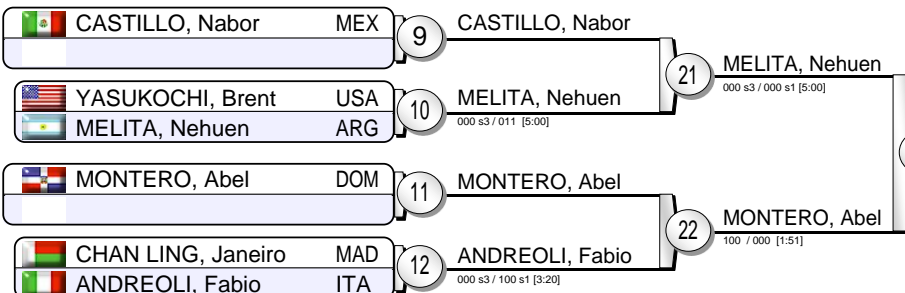 CASTILLO, Nabor MEX
9
CASTILLO, Nabor
21
MELITA, Nehuen
000 s3 / 000 s1 [5:00]
YASUKOCHI, Brent USA
MELITA, Nehuen ARG
10
MELITA, Nehuen
000 s3 / 011 [5:00]
MONTERO, Abel DOM
11
MONTERO, Abel
22
MONTERO, Abel
100 / 000 [1:51]
CHAN LING, Janeiro MAD
ANDREOLI, Fabio ITA
12
ANDREOLI, Fabio
000 s3 / 100 s1 [3:20]